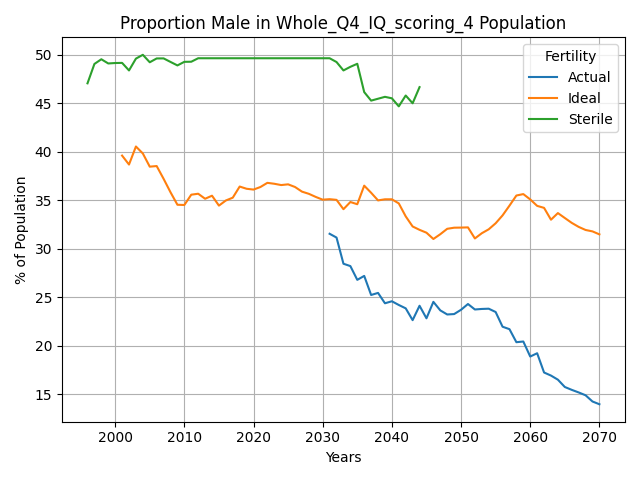 Proportion Male in Whole_Q4_IQ_scoring_4 Population
% of Population
50
45
40
35
30
25
20
15
Fertility
Actual
Ideal
Sterile
2000
2010
2020
2030
2040
2050
2060
2070
Years